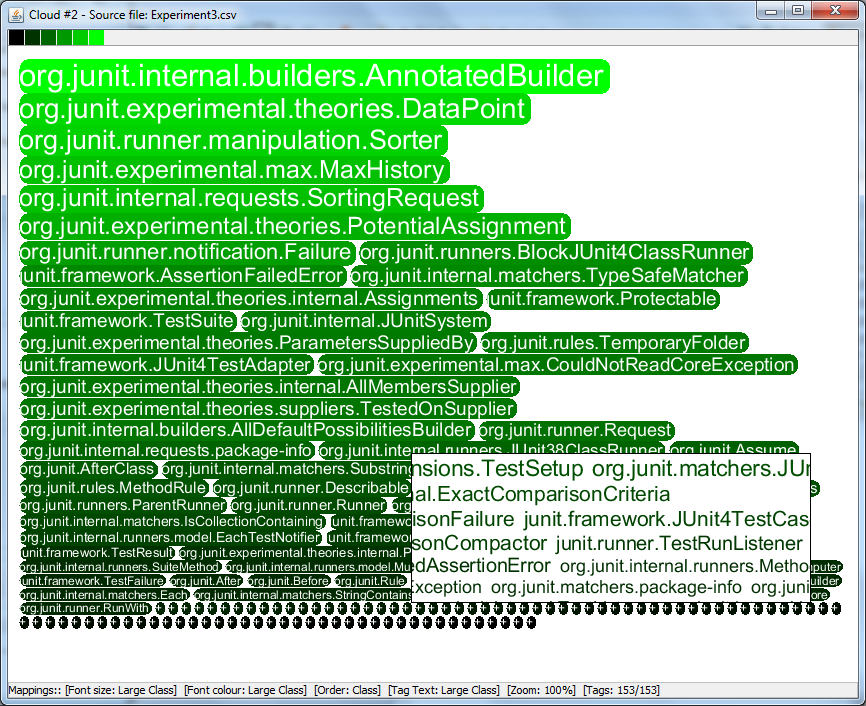 Cloud #2 - Source file: Experiment3.csv
org.junit.internal.builders.AnnotatedBuilder
org.junit.experimental.theories.DataPoint
org.junit.runner.manipulation.Sorter
org.junit.experimental.max.MaxHistory
org.junit.internal.requests.SortingRequest
org.junit.experimental.theories.PotentialAssignment
org.junit.runner.notification.Failure org.junit.runners.BlockJUnit4ClassRunner
junit.framework.AssertionFailedError org.junit.internal.matchers.TypeSafeMatcher
org.junit.experimental.theories.internal.Assignments junit.framework.Protectable
junit.framework.TestSuite org.junit.internal.JUnitSystem
org.junit.experimental.theories.ParametersSuppliedBy org.junit.rules.TemporaryFolder
junit.framework.JUnit4TestAdapter org.junit.experimental.max.CouldNotReadCoreException
org.junit.experimental.theories.internal.AllMembersSupplier
org.junit.experimental.theories.suppliers.TestedOnSupplier
org.junit.internal.builders.AllDefaultPossibilitiesBuilder org.junit.runner.Request
org.junit.internal.requests.package-info org.junit.internal.runners.JUnit38ClassRunner org.junit.Assume
org.junit.AfterClass org.junit.internal.matchers.Substring
nsions.TestSetup org.junit.matchers.JUn
org.junit.rules.MethodRule org.junit.runner.Describable
al.ExactComparisonCriteria
org.junit.runners.ParentRunner org.junit.runner.Runner
org.junit.internal.matchers.IsCollectionContaining junit.framewo
isonFailure junit.framework.JUnit4TestCas
org.junit.internal.runners.model.EachTestNotifier junit.framewo
sonCompactor junit.runner.TestRunListener
junit.framework.TestResult org.junit.experimental.theories.internal.P
org.junit.internal.runners.SuiteMethod org.junit.internal.runners.model.Mu
edAssertionError org.junit.internal.runners.Metho puter
junit.framework.TestFailure org.junit.After org.junit.Before org.junit.Rule
xception org.junit.matchers.package-info org.juni uilder
org.junit.internal.matchers.Each org.junit.internal.matchers.StringContains ore
org.junit.runner.RunWith
Mappings:: [Font size: Large Class] [Font colour: Large Class] [Order: Class] [Tag Text: Large Class] [Zoom: 100%] [Tags: 153/153]